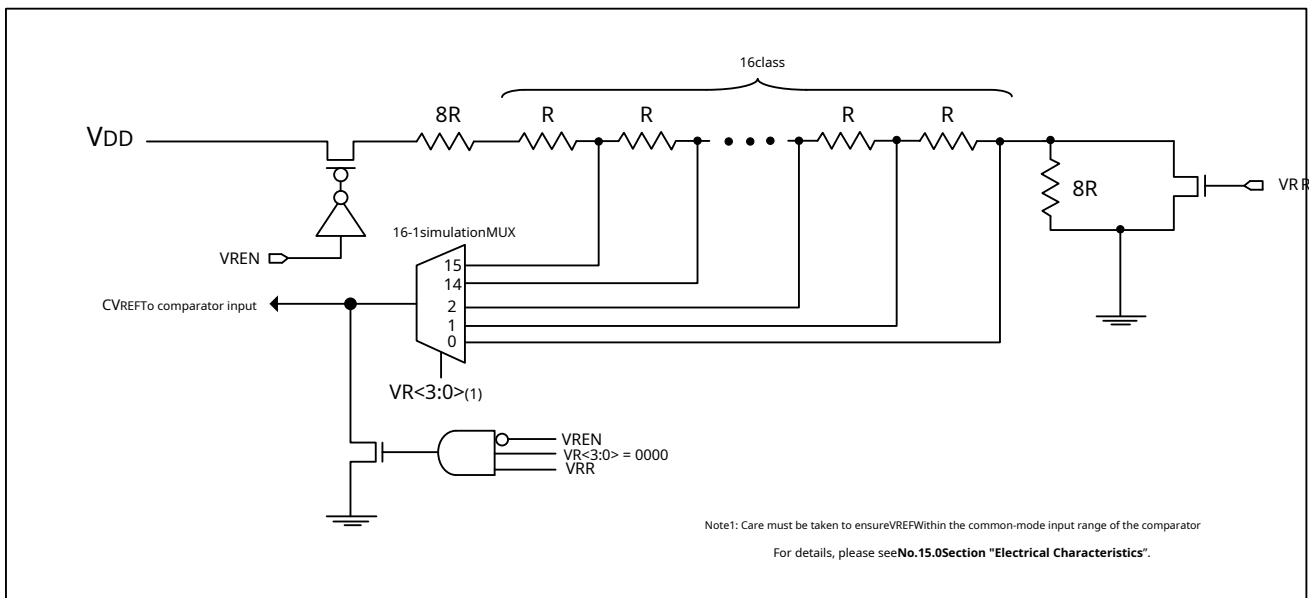 16class
8R
R
R
R
R
VDD
8R
VRR
16-1simulationMUX
VREN
15
14
2
1
0
CVREFTo comparator input
VR<3:0>(1)
VREN
VR<3:0> = 0000
VRR
Note1: Care must be taken to ensureVREFWithin the common-mode input range of the comparator
For details, please seeNo.15.0Section "Electrical Characteristics".